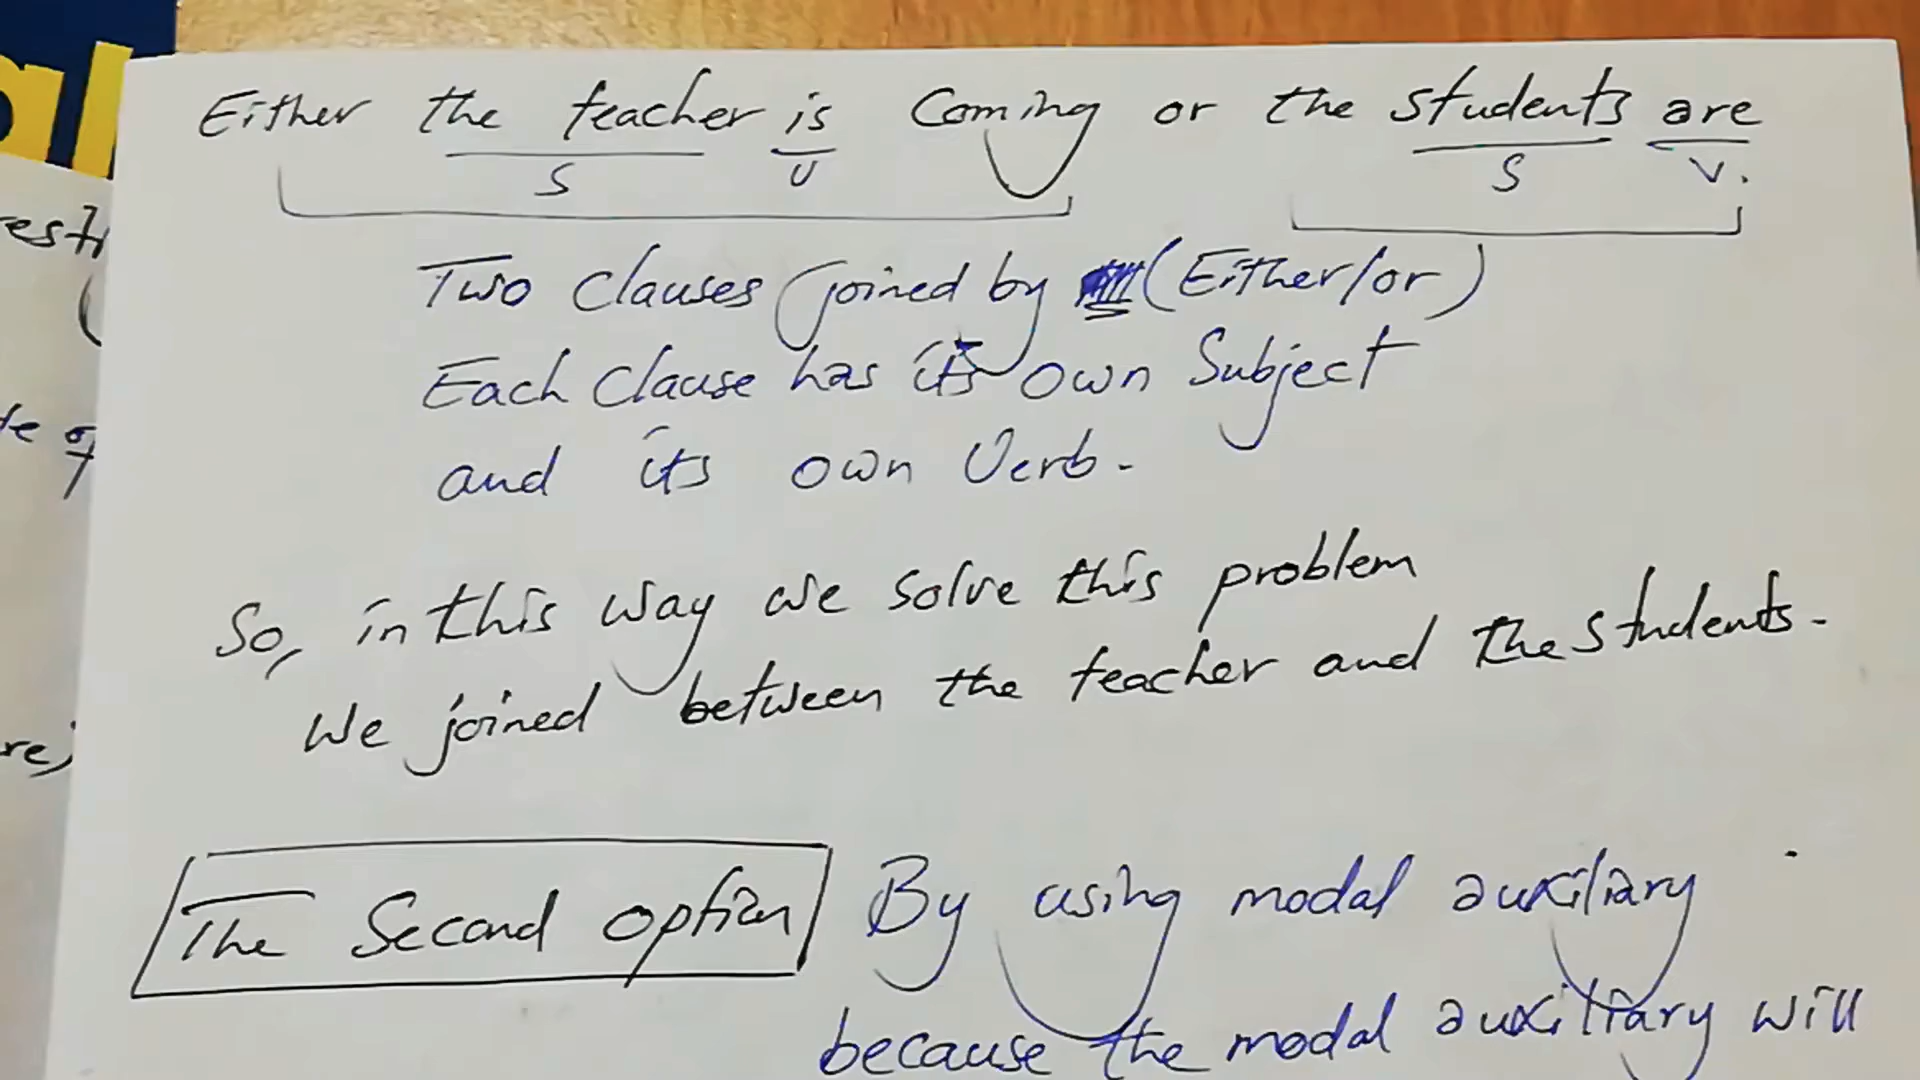 al
Either the teacher is coming or the students are
S V S V.
Two Clauses joined by (Either/or)
Each Clause has its own Subject
and its own Verb.
So, in this way we solve this problem
We joined between the teacher and the students.
The Second option By using modal auxiliary
because the modal auxiliary will